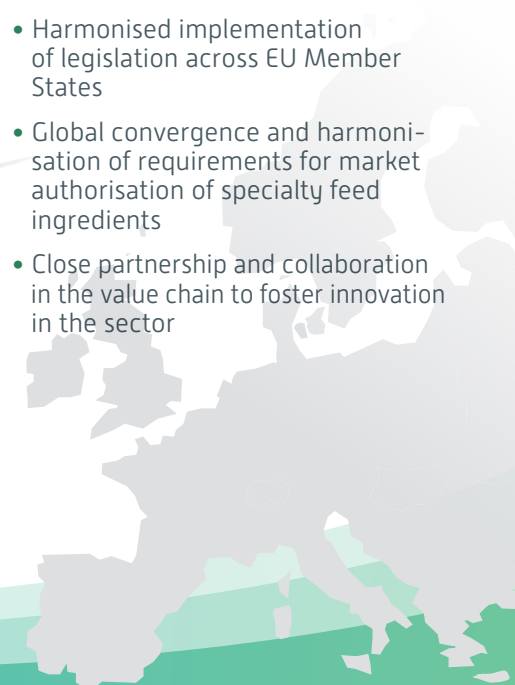 • Harmonised implementation
of legislation across EU Member
States
• Global convergence and harmoni-
sation of requirements for market
authorisation of specialty feed
ingredients
• Close partnership and collaboration
in the value chain to foster innovation
in the sector